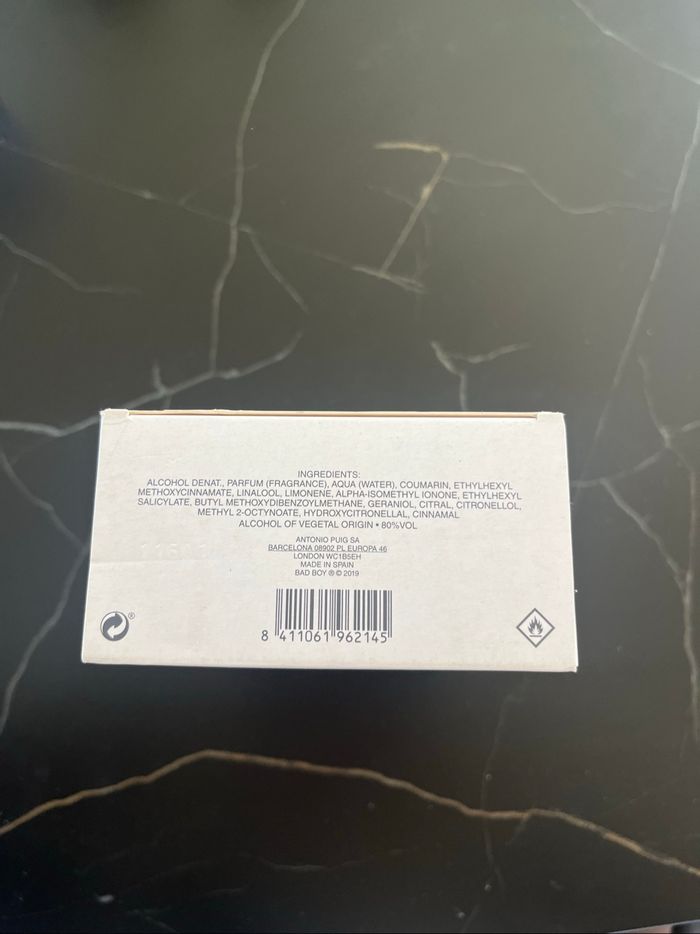 INGREDIENTS:
ALCOHOL DENAT., PARFUM (FRAGRANCE), AQUA (WATER), COUMARIN, ETHYLHEXYL
METHOXYCINNAMATE, LINALOOL, LIMONENE, ALPHA-ISOMETHYL IONONE, ETHYLHEXYL
SALICYLATE, BUTYL METHOXYDIBENZOYLMETHANE, GERANIOL, CITRAL, CITRONELLOL,
METHYL 2-OCTYNOATE, HYDROXYCITRONELLAL, CINNAMAL
ALCOHOL OF VEGETAL ORIGIN • 80%VOL
ANTONIO PUIG SA
BARCELONA 08902 PL EUROPA 46
LONDON WC1B5EH
MADE IN SPAIN
BAD BOY ® © 2019
8 411061 962145